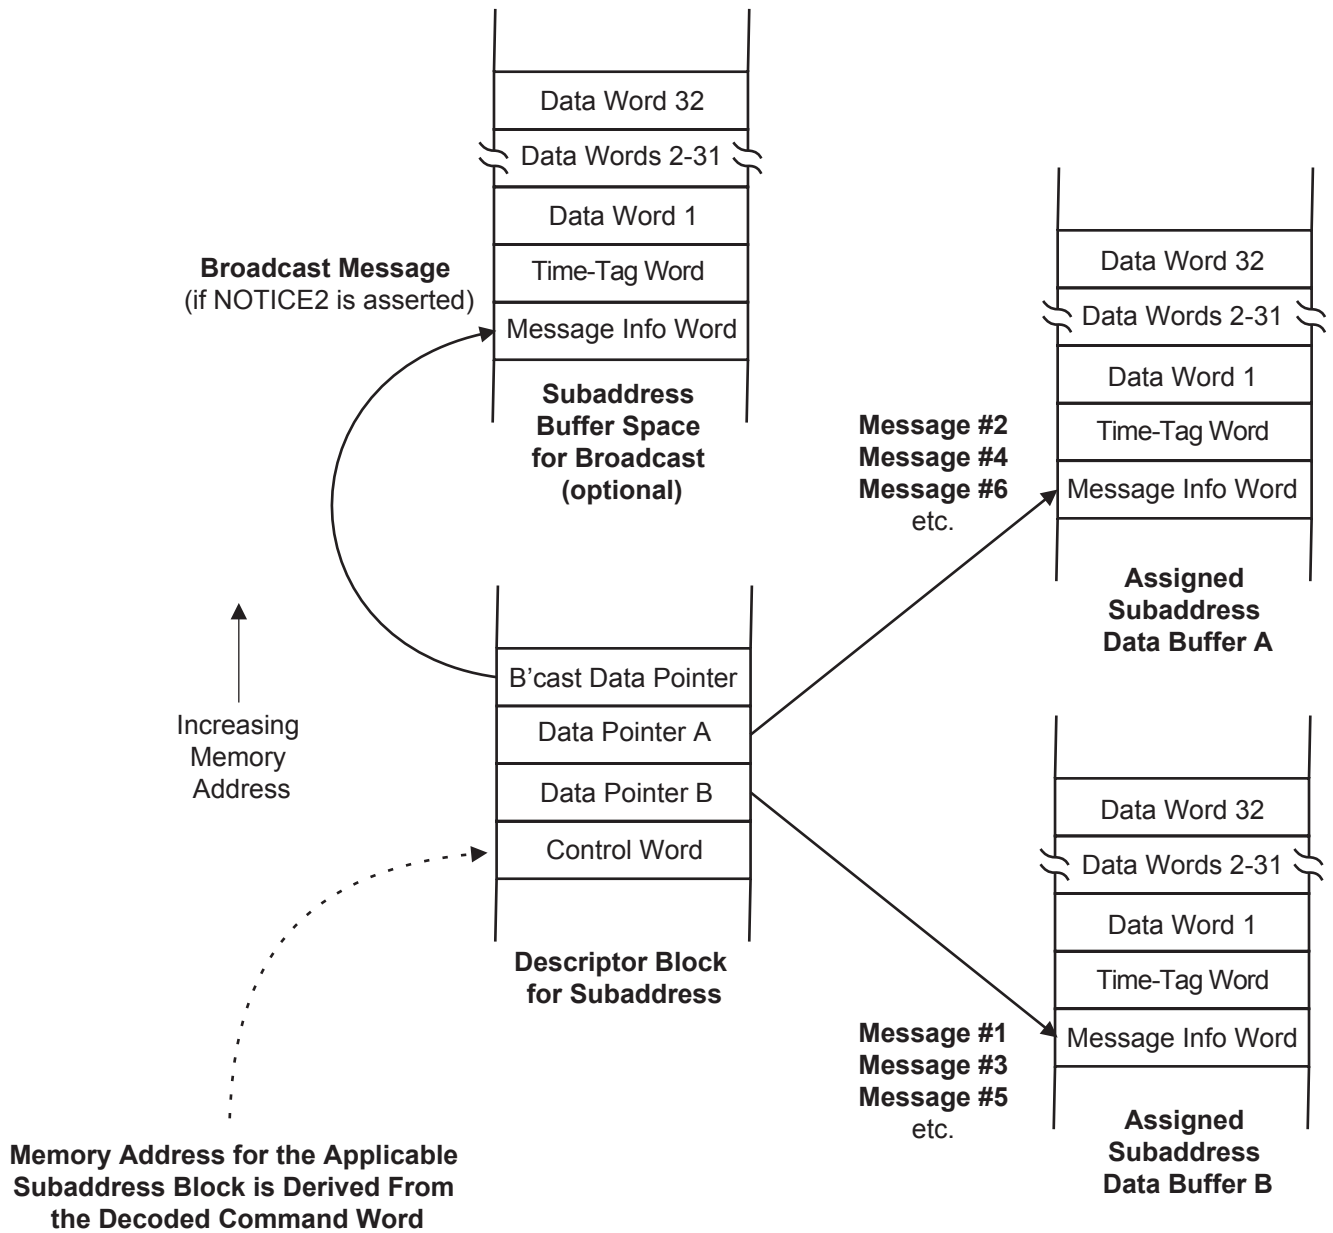 Data Word 32
Data Words 2-31
Data Word 1
Time-Tag Word
Message Info Word
Broadcast Message
(if NOTICE2 is asserted)
Subaddress
Buffer Space
for Broadcast
(optional)
Data Word 32
Data Words 2-31
Data Word 1
Time-Tag Word
Message Info Word
Message #2
Message #4
Message #6
etc.
Assigned
Subaddress
Data Buffer A
B'cast Data Pointer
Data Pointer A
Data Pointer B
Control Word
Increasing
Memory
Address
Descriptor Block
for Subaddress
Data Word 32
Data Words 2-31
Data Word 1
Time-Tag Word
Message Info Word
Message #1
Message #3
Message #5
etc.
Assigned
Subaddress
Data Buffer B
Memory Address for the Applicable
Subaddress Block is Derived From
the Decoded Command Word